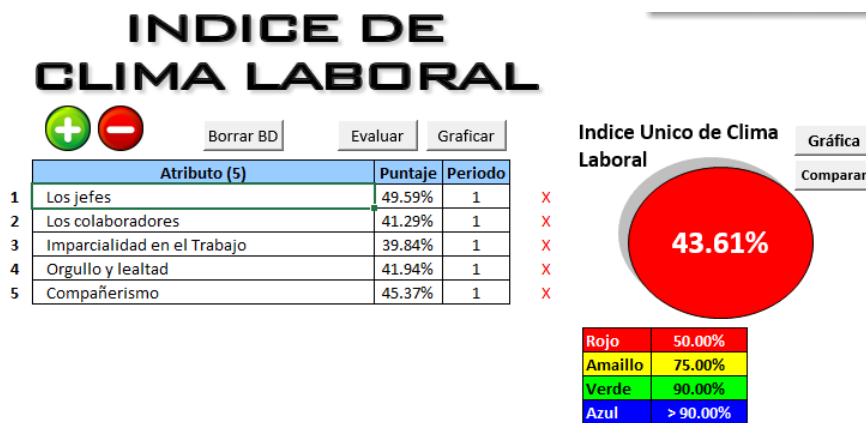 INDICE DE
CLIMA LABORAL
Borrar BD Evaluar Graficar
Indice Unico de Clima
Laboral
Gráfica
Comparar
Atributo (5) Puntaje Periodo
1 Los jefes 49.59% 1 X
2 Los colaboradores 41.29% 1 X
3 Imparcialidad en el Trabajo 39.84% 1 X
4 Orgullo y lealtad 41.94% 1 X
5 Compañerismo 45.37% 1 X
43.61%
Rojo 50.00%
Amaillo 75.00%
Verde 90.00%
Azul > 90.00%